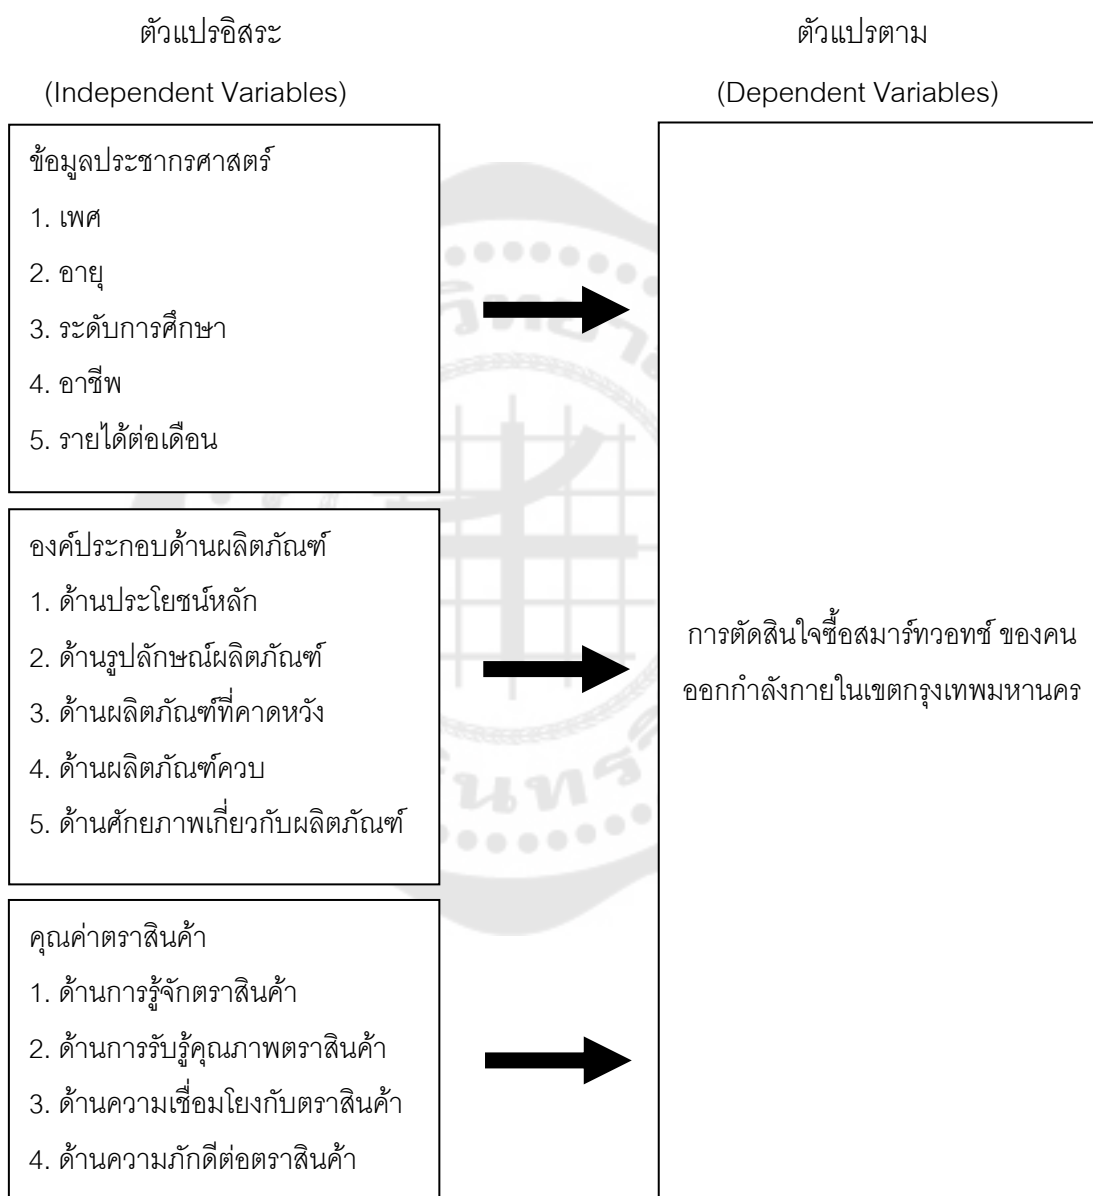 ตัวแปรอิสระ
(Independent Variables)
ข้อมูลประชากรศาสตร์
1. เพศ
2. อายุ
3. ระดับการศึกษา
4. อาชีพ
5. รายได้ต่อเดือน
องค์ประกอบด้านผลิตภัณฑ์
1. ด้านประโยชน์หลัก
2. ด้านรูปลักษณ์ผลิตภัณฑ์
3. ด้านผลิตภัณฑ์ที่คาดหวัง
4. ด้านผลิตภัณฑ์ควบ
5. ด้านศักยภาพเกี่ยวกับผลิตภัณฑ์
คุณค่าตราสินค้า
1. ด้านการรู้จักตราสินค้า
2. ด้านการรับรู้คุณภาพตราสินค้า
3. ด้านความเชื่อมโยงกับตราสินค้า
4. ด้านความภักดีต่อตราสินค้า
ตัวแปรตาม
(Dependent Variables)
การตัดสินใจซื้อสมาร์ทวอทช์ ของคน
ออกกำลังกายในเขตกรุงเทพมหานคร